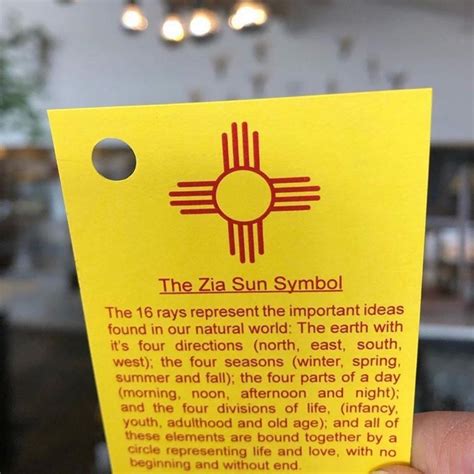 The Zia Sun Symbol
The 16 rays represent the important ideas
found in our natural world: The earth with
it's four directions (north, east, south,
west); the four seasons (winter, spring,
summer and fall); the four parts of a day
(morning, noon, afternoon and night);
and the four divisions of life, (infancy,
youth, adulthood and old age); and all of
these elements are bound together by a
circle representing life and love, with no
beginning and without end.